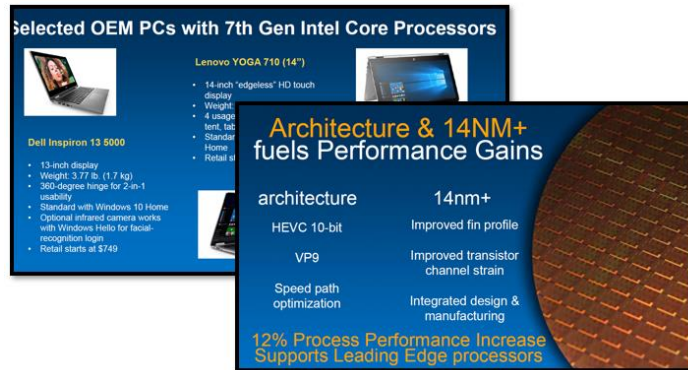 Selected OEM PCs with 7th Gen Intel Core Processors
Lenovo YOGA 710 (14")
• 14-inch "edgeless" HD touch
display
• Weight:
• 4 usage
tent,
•
Home
• Retail
Dell Inspiron 13 5000
• 13-inch display
• Weight: 3.77 lb. (1.7 kg)
• 360-degree hinge for 2-in-1
usability
• Standard with Windows 10 Home
• Optional infrared camera works
with Windows Hello for facial-
recognition login
• Retail starts at $749
Architecture & 14NM+
fuels Performance Gains
architecture
HEVC 10-bit
VP9
Speed path
optimization
14nm+
Improved fin profile
Improved transistor
channel strain
Integrated design &
manufacturing
12% Process Performance Increase
Supports Leading Edge processors